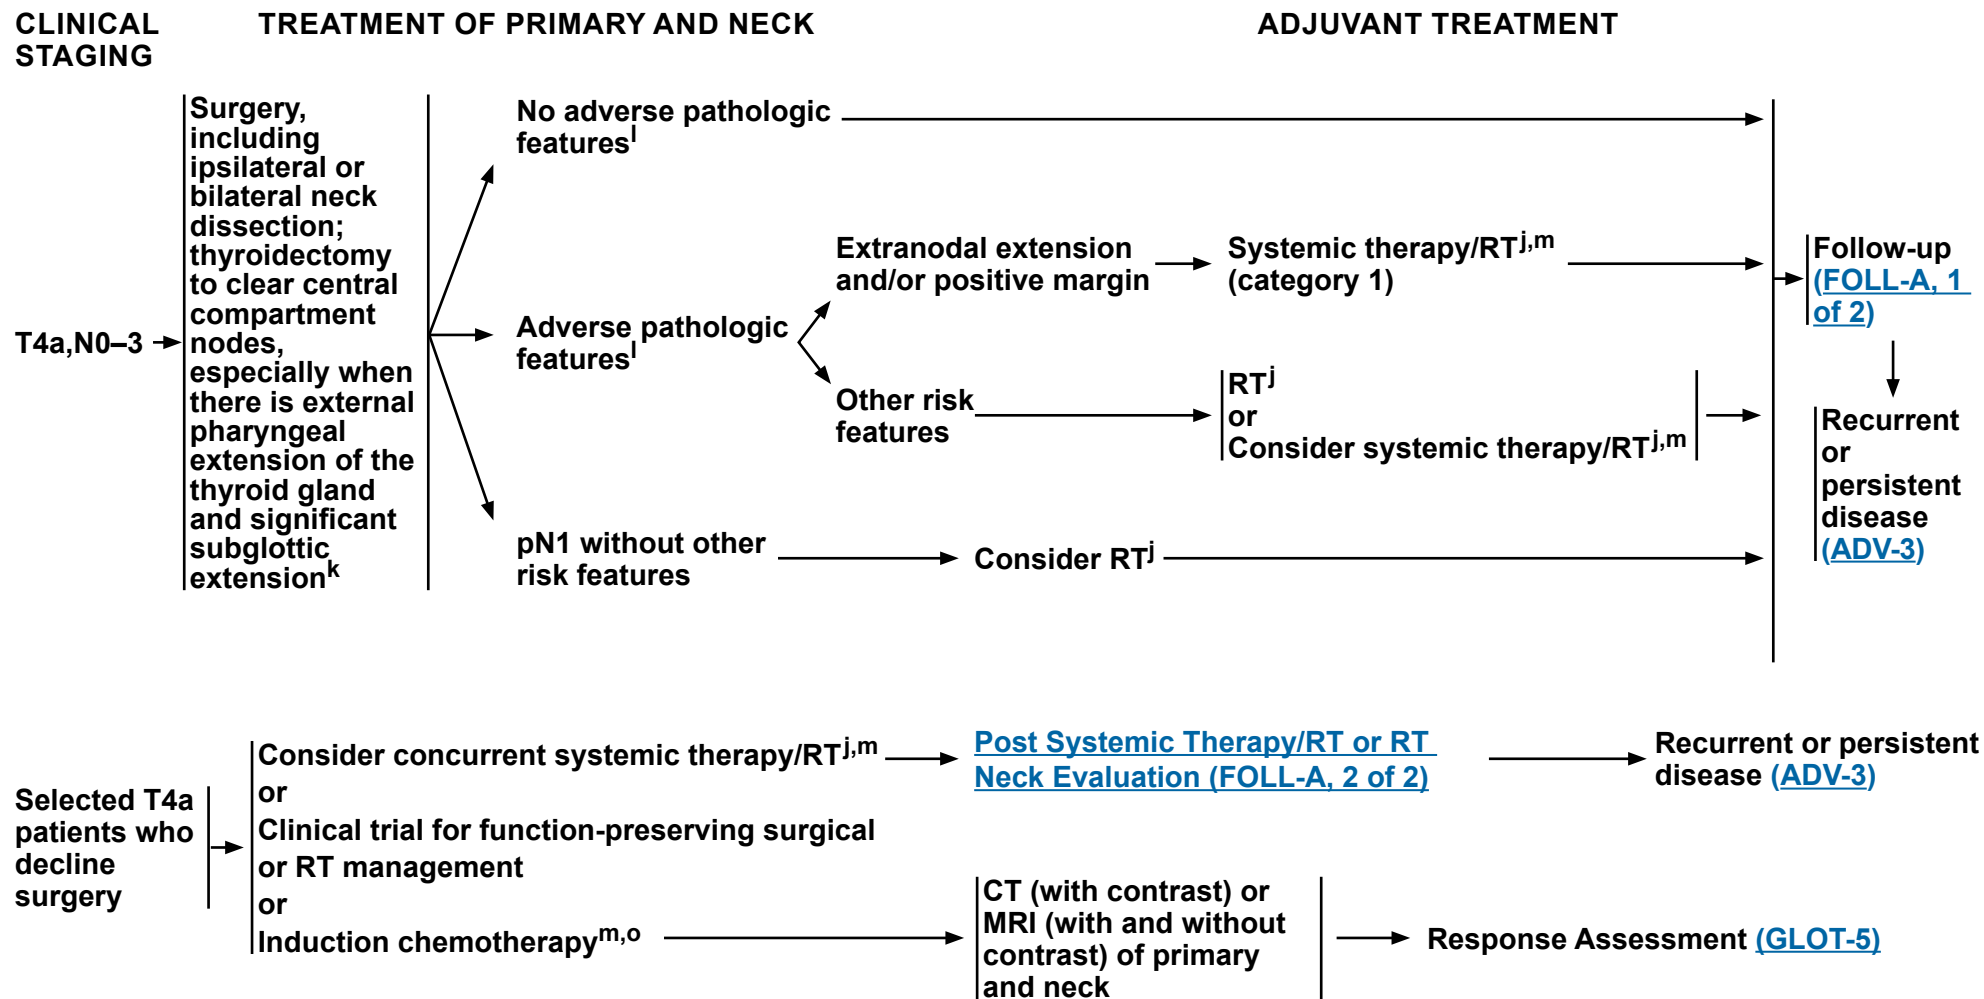 CLINICAL
STAGING
TREATMENT OF PRIMARY AND NECK
ADJUVANT TREATMENT
T4a,N0–3
Surgery,
including
ipsilateral or
bilateral neck
dissection;
thyroidectomy
to clear central
compartment
nodes,
especially when
there is external
pharyngeal
extension of the
thyroid gland
and significant
subglottic
extensionk
No adverse pathologic
featuresl
Adverse pathologic
featuresl
Extranodal extension
and/or positive margin
Systemic therapy/RTj,m
(category 1)
Other risk
features
RTj
or
Consider systemic therapy/RTj,m
pN1 without other
risk features
Consider RTj
Follow-up
(FOLL-A, 1
of 2)
Recurrent
or
persistent
disease
(ADV-3)
Selected T4a
patients who
decline
surgery
Consider concurrent systemic therapy/RTj,m
or
Clinical trial for function-preserving surgical
or RT management
or
Induction chemotherapym,o
Post Systemic Therapy/RT or RT
Neck Evaluation (FOLL-A, 2 of 2)
Recurrent or persistent
disease (ADV-3)
CT (with contrast) or
MRI (with and without
contrast) of primary
and neck
Response Assessment (GLOT-5)